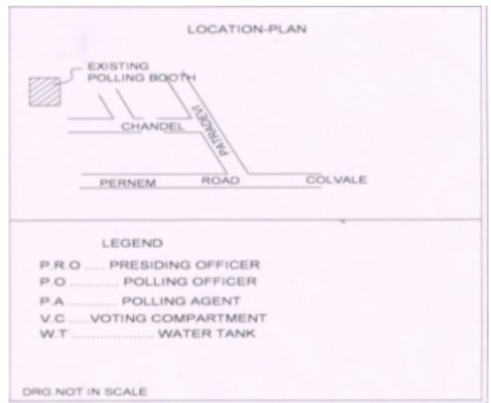 LOCATION-PLAN
EXISTING
POLLING BOOTH
CHANDEL
PATRADEVI
PERNEM ROAD COLVALE
LEGEND
P.R.O ..... PRESIDING OFFICER
P.O ............ POLLING OFFICER
P.A ............ POLLING AGENT
V.C .....VOTING COMPARTMENT
W.T ..................... WATER TANK
DRG.NOT IN SCALE